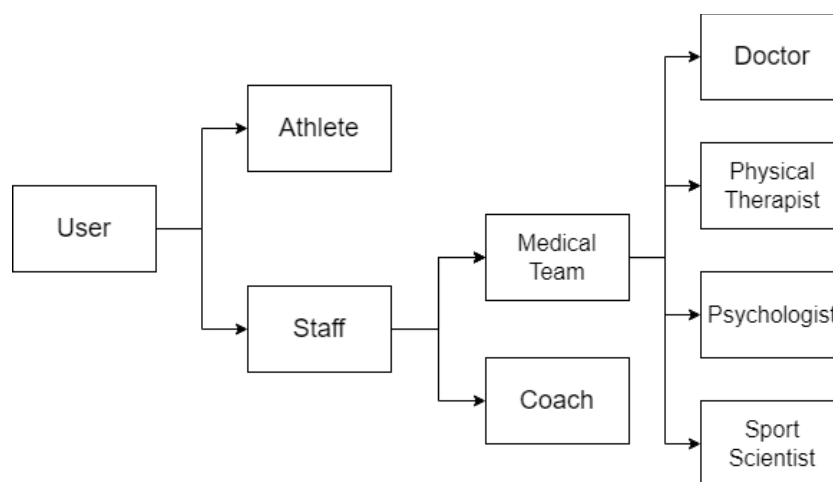 Doctor
Athlete
Physical
Therapist
User
Medical
Team
Staff
Psychologist
Coach
Sport
Scientist